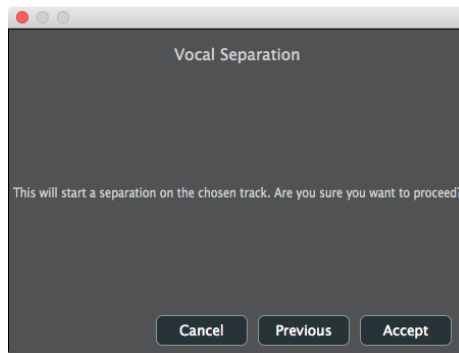 Vocal Separation
This will start a separation on the chosen track. Are you sure you want to proceed?
Cancel Previous Accept